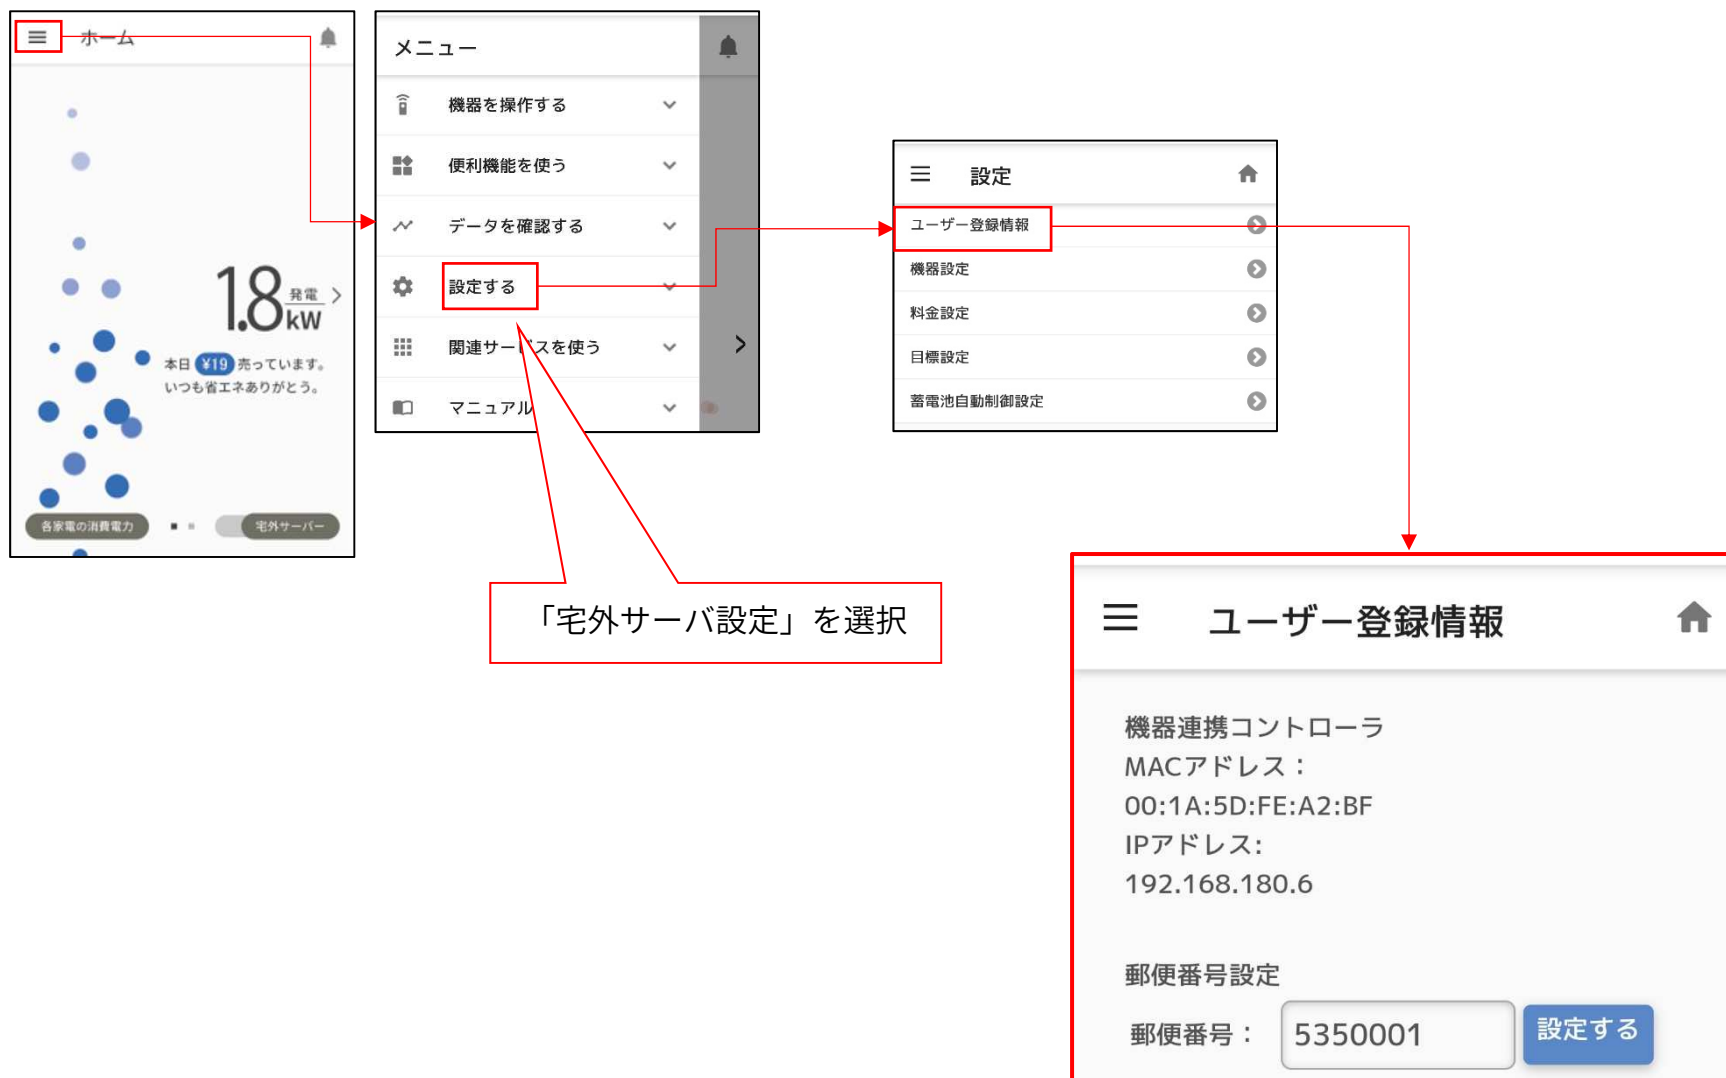 ホーム
1.8
発電
kW
本日 ¥19 売っています。
いつも省エネありがとう。
各家電の消費電力
宅外サーバー
メニュー
機器を操作する
便利機能を使う
データを確認する
設定する
関連サービスを使う
マニュアル
「宅外サーバ設定」を選択
設定
ユーザー登録情報
機器設定
料金設定
目標設定
蓄電池自動制御設定
ユーザー登録情報
機器連携コントローラ
MACアドレス：
00:1A:5D:FE:A2:BF
IPアドレス:
192.168.180.6
郵便番号設定
郵便番号： 5350001 設定する